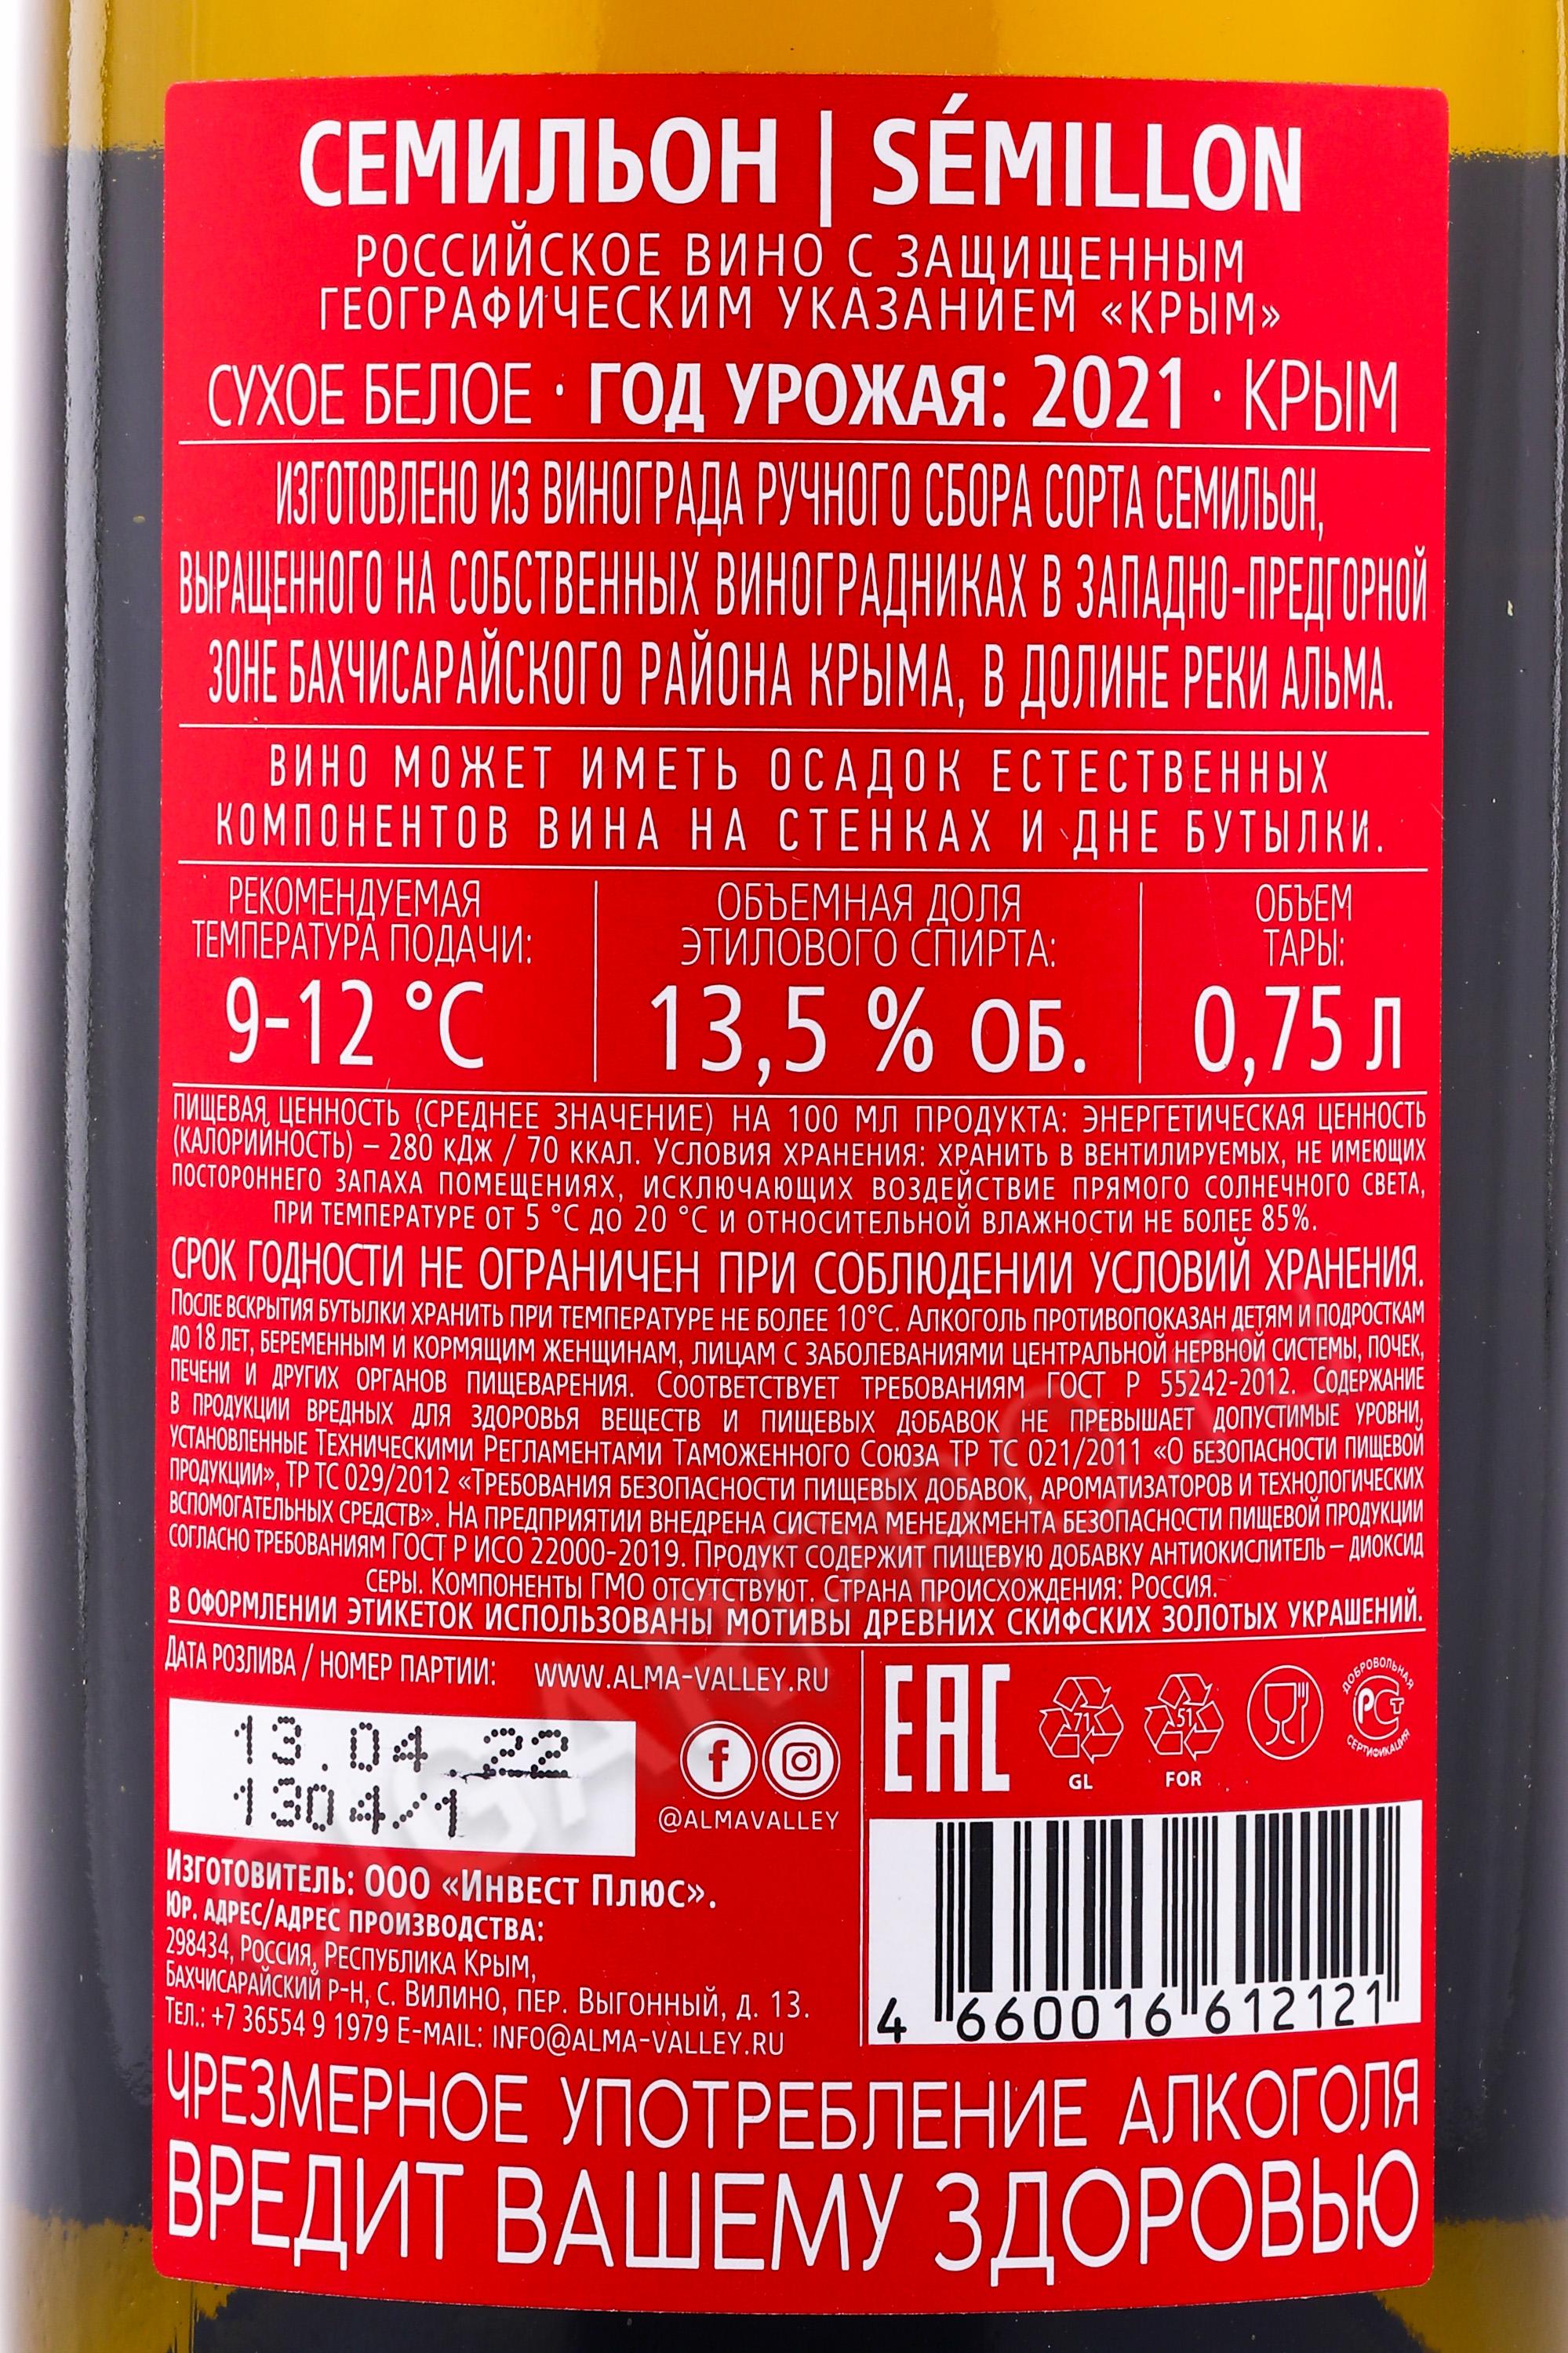 СЕМИЛЬОН | SÉMILLON
РОССИЙСКОЕ ВИНО С ЗАЩИЩЕННЫМ
ГЕОГРАФИЧЕСКИМ УКАЗАНИЕМ «КРЫМ»
СУХОЕ БЕЛОЕ · ГОД УРОЖАЯ: 2021 · КРЫМ
ИЗГОТОВЛЕНО ИЗ ВИНОГРАДА РУЧНОГО СБОРА СОРТА СЕМИЛЬОН,
ВЫРАЩЕННОГО НА СОБСТВЕННЫХ ВИНОГРАДНИКАХ В ЗАПАДНО-ПРЕДГОРНОЙ
ЗОНЕ БАХЧИСАРАЙСКОГО РАЙОНА КРЫМА, В ДОЛИНЕ РЕКИ АЛЬМА.
ВИНО МОЖЕТ ИМЕТЬ ОСАДОК ЕСТЕСТВЕННЫХ
КОМПОНЕНТОВ ВИНА НА СТЕНКАХ И ДНЕ БУТЫЛКИ.
РЕКОМЕНДУЕМАЯ
ТЕМПЕРАТУРА ПОДАЧИ:
9-12 °C
ОБЪЕМНАЯ ДОЛЯ
ЭТИЛОВОГО СПИРТА:
13,5 % ОБ.
ОБЪЕМ
ТАРЫ:
0,75 Л
ПИЩЕВАЯ ЦЕННОСТЬ (СРЕДНЕЕ ЗНАЧЕНИЕ) НА 100 МЛ ПРОДУКТА: ЭНЕРГЕТИЧЕСКАЯ ЦЕННОСТЬ
(КАЛОРИЙНОСТЬ) – 280 КДЖ / 70 ККАЛ. УСЛОВИЯ ХРАНЕНИЯ: ХРАНИТЬ В ВЕНТИЛИРУЕМЫХ, НЕ ИМЕЮЩИХ
ПОСТОРОННЕГО ЗАПАХА ПОМЕЩЕНИЯХ, ИСКЛЮЧАЮЩИХ ВОЗДЕЙСТВИЕ ПРЯМОГО СОЛНЕЧНОГО СВЕТА,
ПРИ ТЕМПЕРАТУРЕ ОТ 5 °C ДО 20 °C И ОТНОСИТЕЛЬНОЙ ВЛАЖНОСТИ НЕ БОЛЕЕ 85%.
СРОК ГОДНОСТИ НЕ ОГРАНИЧЕН ПРИ СОБЛЮДЕНИИ УСЛОВИЙ ХРАНЕНИЯ.
ПОСЛЕ ВСКРЫТИЯ БУТЫЛКИ ХРАНИТЬ ПРИ ТЕМПЕРАТУРЕ НЕ БОЛЕЕ 10°C. АЛКОГОЛЬ ПРОТИВОПОКАЗАН ДЕТЯМ И ПОДРОСТКАМ
ДО 18 ЛЕТ, БЕРЕМЕННЫМ И КОРМЯЩИМ ЖЕНЩИНАМ, ЛИЦАМ С ЗАБОЛЕВАНИЯМИ ЦЕНТРАЛЬНОЙ НЕРВНОЙ СИСТЕМЫ, ПОЧЕК,
ПЕЧЕНИ И ДРУГИХ ОРГАНОВ ПИЩЕВАРЕНИЯ. СООТВЕТСТВУЕТ ТРЕБОВАНИЯМ ГОСТ Р 55242-2012. СОДЕРЖАНИЕ
В ПРОДУКЦИИ ВРЕДНЫХ ДЛЯ ЗДОРОВЬЯ ВЕЩЕСТВ И ПИЩЕВЫХ ДОБАВОК НЕ ПРЕВЫШАЕТ ДОПУСТИМЫЕ УРОВНИ,
УСТАНОВЛЕННЫЕ ТЕХНИЧЕСКИМИ РЕГЛАМЕНТАМИ ТАМОЖЕННОГО СОЮЗА ТР ТС 021/2011 «О БЕЗОПАСНОСТИ ПИЩЕВОЙ
ПРОДУКЦИИ», ТР ТС 029/2012 «ТРЕБОВАНИЯ БЕЗОПАСНОСТИ ПИЩЕВЫХ ДОБАВОК, АРОМАТИЗАТОРОВ И ТЕХНОЛОГИЧЕСКИХ
ВСПОМОГАТЕЛЬНЫХ СРЕДСТВ». НА ПРЕДПРИЯТИИ ВНЕДРЕНА СИСТЕМА МЕНЕДЖМЕНТА БЕЗОПАСНОСТИ ПИЩЕВОЙ ПРОДУКЦИИ
СОГЛАСНО ТРЕБОВАНИЯМ ГОСТ Р ИСО 22000-2019. ПРОДУКТ СОДЕРЖИТ ПИЩЕВУЮ ДОБАВКУ АНТИОКИСЛИТЕЛЬ – ДИОКСИД
СЕРЫ. КОМПОНЕНТЫ ГМО ОТСУТСТВУЮТ. СТРАНА ПРОИСХОЖДЕНИЯ: РОССИЯ.
В ОФОРМЛЕНИИ ЭТИКЕТОК ИСПОЛЬЗОВАНЫ МОТИВЫ ДРЕВНИХ СКИФСКИХ ЗОЛОТЫХ УКРАШЕНИЙ.
ДАТА РОЗЛИВА / НОМЕР ПАРТИИ: WWW.ALMA-VALLEY.RU
13.04.22
1304/1
@ALMAVALLEY
EAC
71
GL
51
FOR
ДОБРОВОЛЬНАЯ
СЕРТИФИКАЦИЯ
ИЗГОТОВИТЕЛЬ: ООО «ИНВЕСТ ПЛЮС».
ЮР. АДРЕС/АДРЕС ПРОИЗВОДСТВА:
298434, РОССИЯ, РЕСПУБЛИКА КРЫМ,
БАХЧИСАРАЙСКИЙ Р-Н, С. ВИЛИНО, ПЕР. ВЫГОННЫЙ, Д. 13.
ТЕЛ.: +7 36554 9 1979 E-MAIL: INFO@ALMA-VALLEY.RU
4 660016 612121
ЧРЕЗМЕРНОЕ УПОТРЕБЛЕНИЕ АЛКОГОЛЯ
ВРЕДИТ ВАШЕМУ ЗДОРОВЬЮ